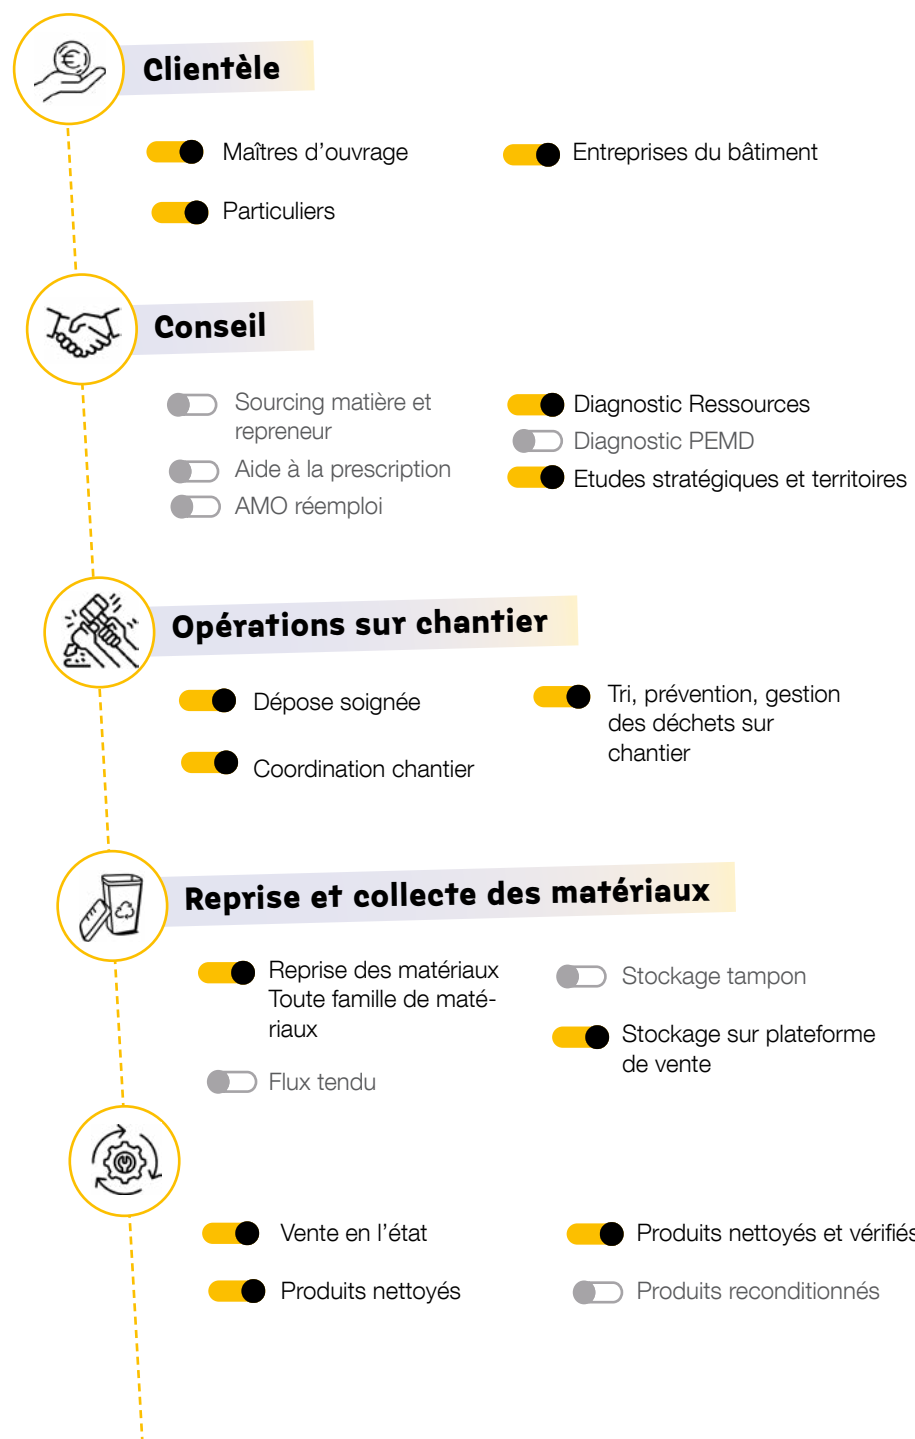 Clientèle
Maîtres d'ouvrage
Entreprises du bâtiment
Particuliers
Conseil
Sourcing matière et
repreneur
Aide à la prescription
AMO réemploi
Diagnostic Ressources
Diagnostic PEMD
Etudes stratégiques et territoires
Opérations sur chantier
Dépose soignée
Coordination chantier
Tri, prévention, gestion
des déchets sur
chantier
Reprise et collecte des matériaux
Reprise des matériaux
Toute famille de maté-
riaux
Flux tendu
Stockage tampon
Stockage sur plateforme
de vente
Vente en l'état
Produits nettoyés
Produits nettoyés et vérifiés
Produits reconditionnés